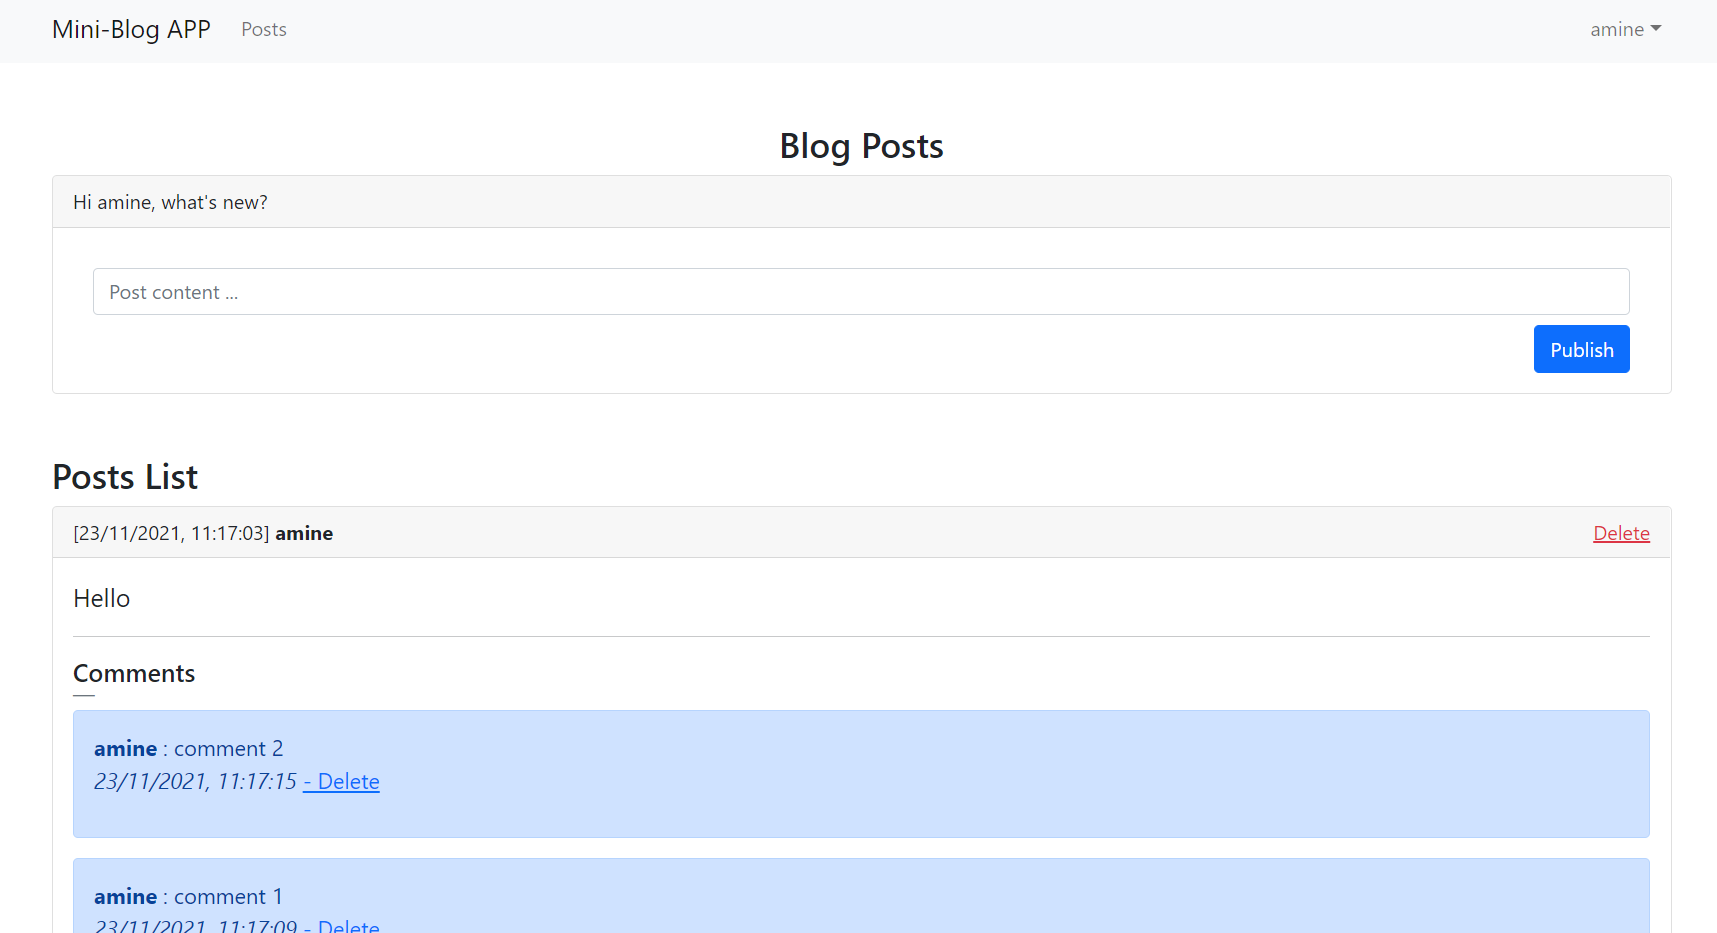 Mini-Blog APP Posts amine
Blog Posts
Hi amine, what's new?
Post content ...
Publish
Posts List
[23/11/2021, 11:17:03] amine Delete
Hello
Comments
amine : comment 2
23/11/2021, 11:17:15 - Delete
amine : comment 1
23/11/2021, 11:17:09 - Delete